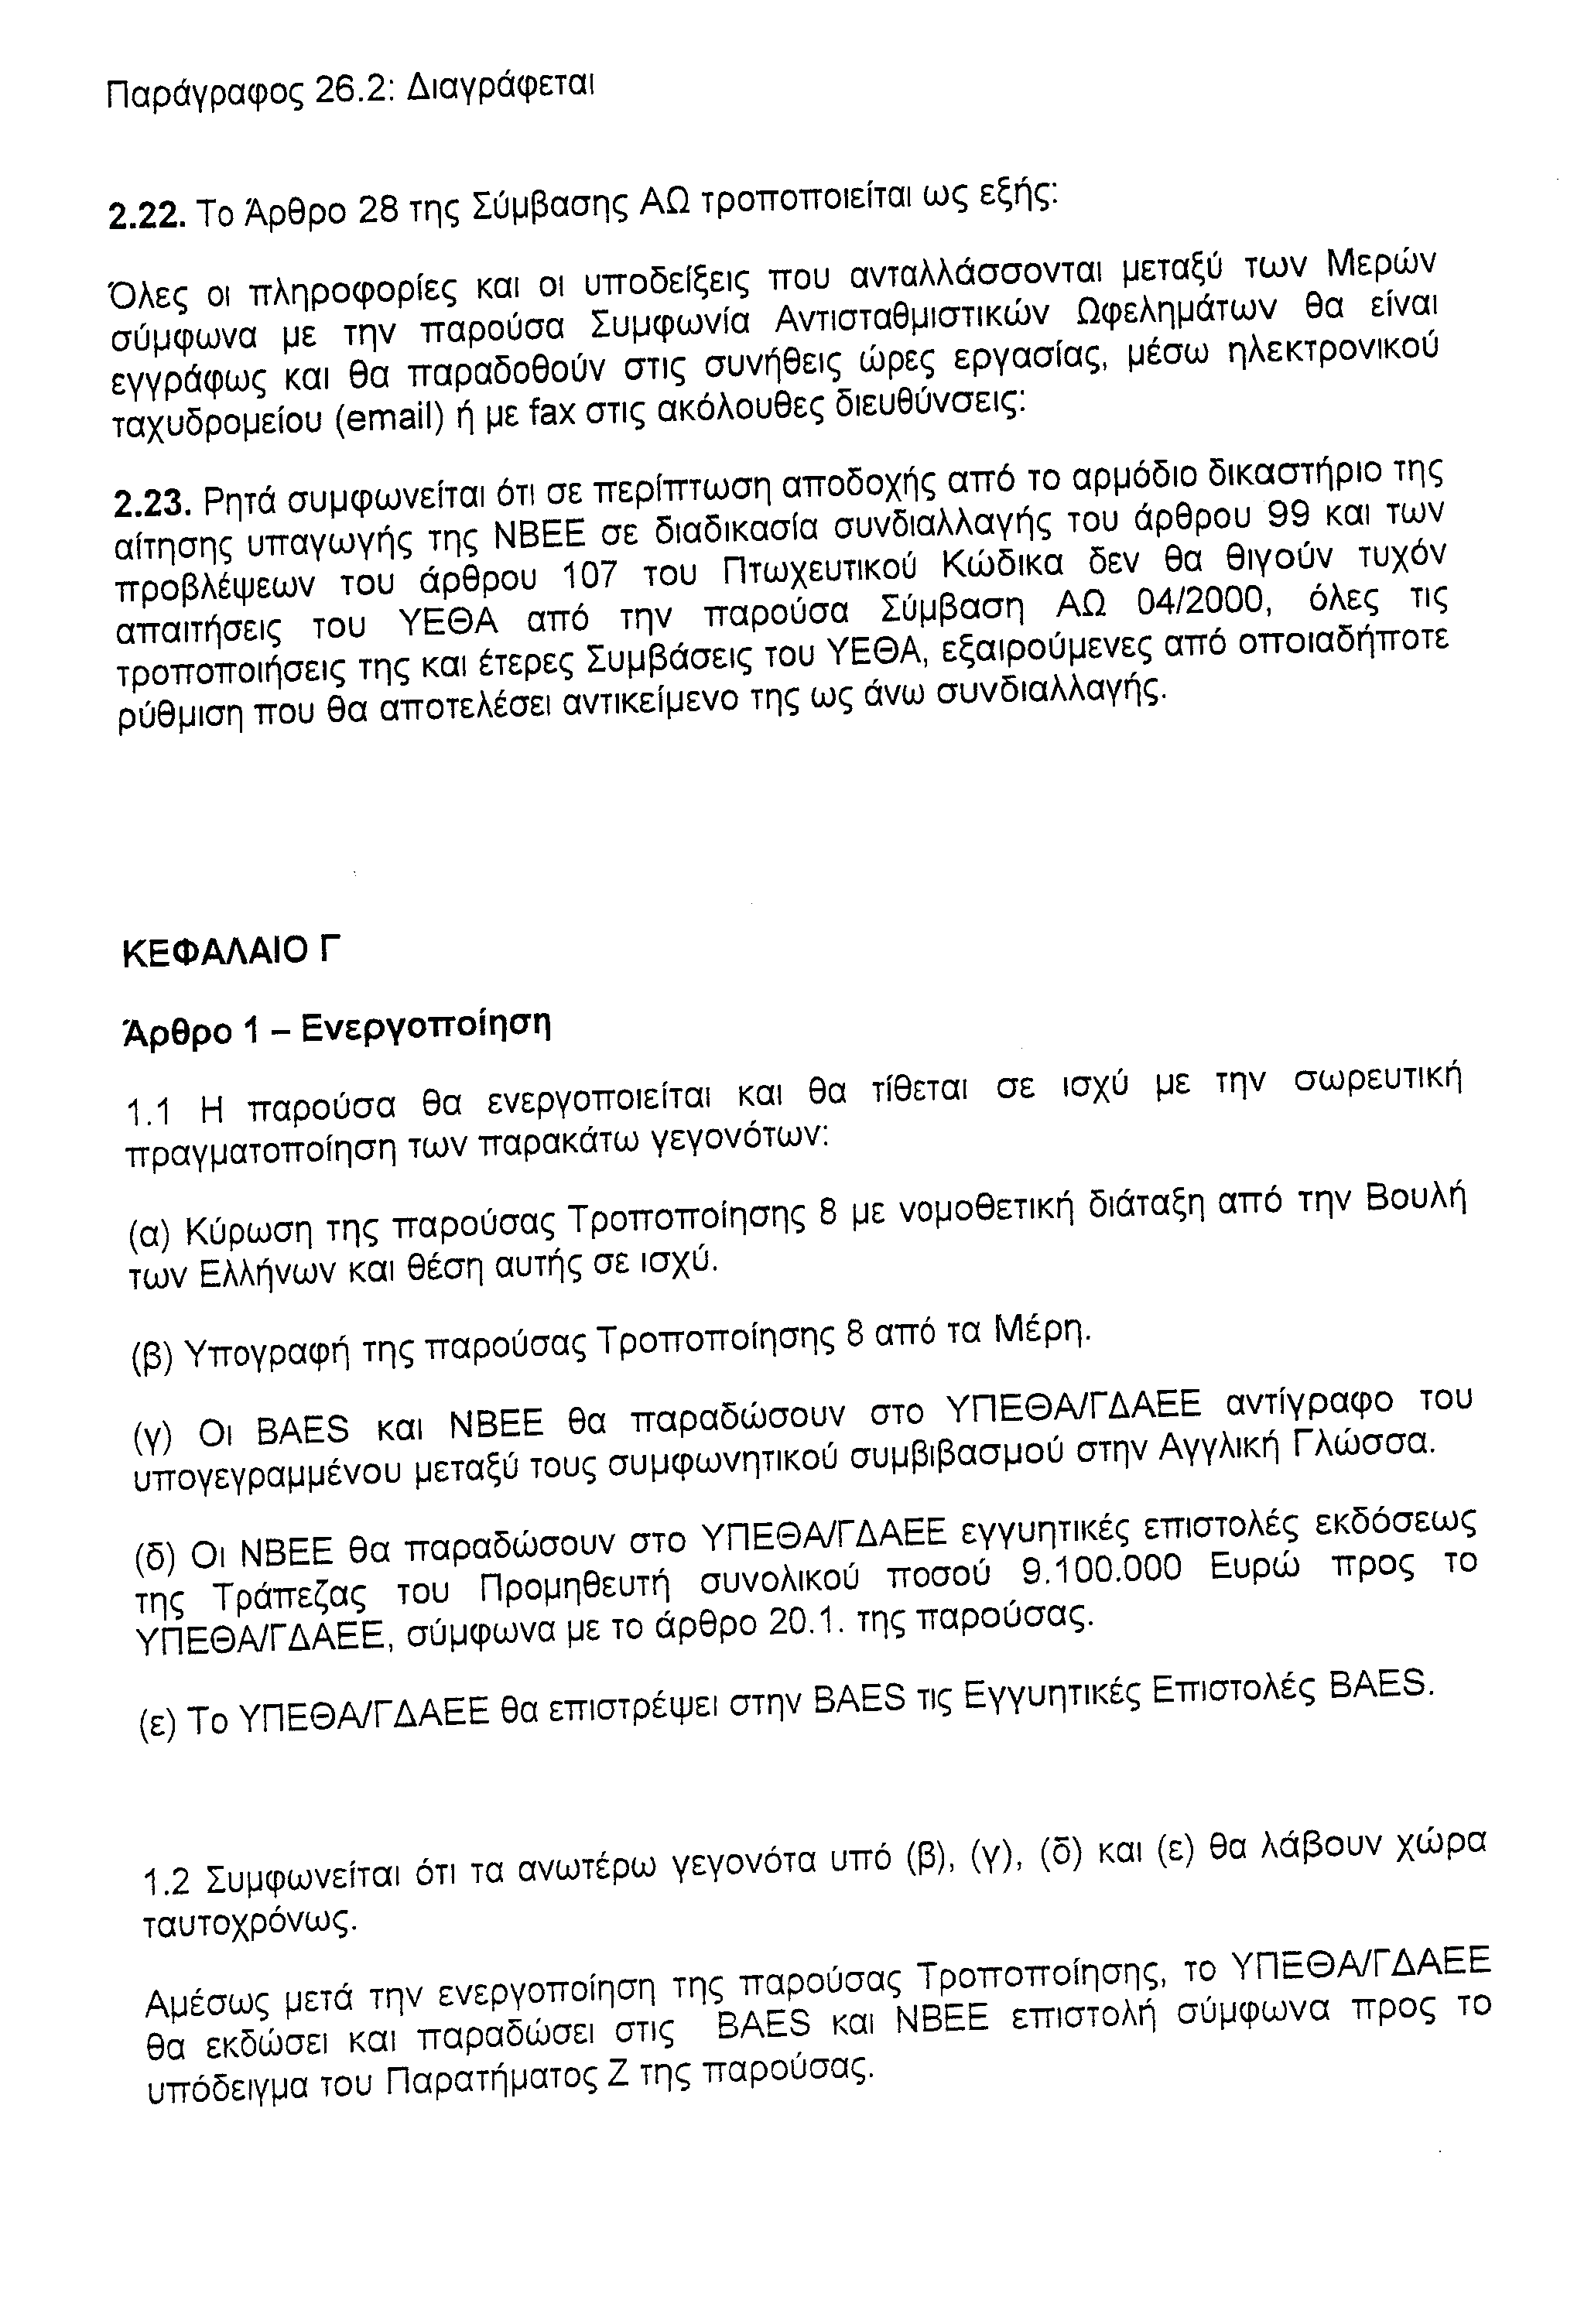 Παράγραφος 26.2: Διαγράφεται
2.22. Το Άρθρο 28 της Σύμβασης ΑΩ τροποποιείται ως εξής:
Όλες οι πληροφορίες και οι υποδείξεις που ανταλλάσσονται μεταξύ των Μερών
σύμφωνα με την παρούσα Συμφωνία Αντισταθμιστικών Ωφελημάτων θα είναι
εγγράφως και θα παραδοθούν στις συνήθεις ώρες εργασίας, μέσω ηλεκτρονικού
ταχυδρομείου (email) ή με fax στις ακόλουθες διευθύνσεις:
2.23. Ρητά συμφωνείται ότι σε περίπτωση αποδοχής από το αρμόδιο δικαστήριο της
αίτησης υπαγωγής της ΝΒΕΕ σε διαδικασία συνδιαλλαγής του άρθρου 99 και των
προβλέψεων του άρθρου 107 του Πτωχευτικού Κώδικα δεν θα θιγούν τυχόν
απαιτήσεις του ΥΕΘΑ από την παρούσα Σύμβαση ΑΩ 04/2000, όλες τις
τροποποιήσεις της και έτερες Συμβάσεις του ΥΕΘΑ, εξαιρούμενες από οποιαδήποτε
ρύθμιση που θα αποτελέσει αντικείμενο της ως άνω συνδιαλλαγής.
ΚΕΦΑΛΑΙΟ Γ
Άρθρο 1 – Ενεργοποίηση
1.1 Η παρούσα θα ενεργοποιείται και θα τίθεται σε ισχύ με την σωρευτική
πραγματοποίηση των παρακάτω γεγονότων:
(α) Κύρωση της παρούσας Τροποποίησης 8 με νομοθετική διάταξη από την Βουλή
των Ελλήνων και θέση αυτής σε ισχύ.
(β) Υπογραφή της παρούσας Τροποποίησης 8 από τα Μέρη.
(γ) Οι BAES και ΝΒΕΕ θα παραδώσουν στο ΥΠΕΘΑ/ΓΔΑΕΕ αντίγραφο του
υπογεγραμμένου μεταξύ τους συμφωνητικού συμβιβασμού στην Αγγλική Γλώσσα.
(δ) Οι ΝΒΕΕ θα παραδώσουν στο ΥΠΕΘΑ/ΓΔΑΕΕ εγγυητικές επιστολές εκδόσεως
της Τράπεζας του Προμηθευτή συνολικού ποσού 9.100.000 Ευρώ προς το
ΥΠΕΘΑ/ΓΔΑΕΕ, σύμφωνα με το άρθρο 20.1. της παρούσας.
(ε) Το ΥΠΕΘΑ/ΓΔΑΕΕ θα επιστρέψει στην BAES τις Εγγυητικές Επιστολές BAES.
1.2 Συμφωνείται ότι τα ανωτέρω γεγονότα υπό (β), (γ), (δ) και (ε) θα λάβουν χώρα
ταυτοχρόνως.
Αμέσως μετά την ενεργοποίηση της παρούσας Τροποποίησης, το ΥΠΕΘΑ/ΓΔΑΕΕ
θα εκδώσει και παραδώσει στις BAES και ΝΒΕΕ επιστολή σύμφωνα προς το
υπόδειγμα του Παρατήματος Ζ της παρούσας.